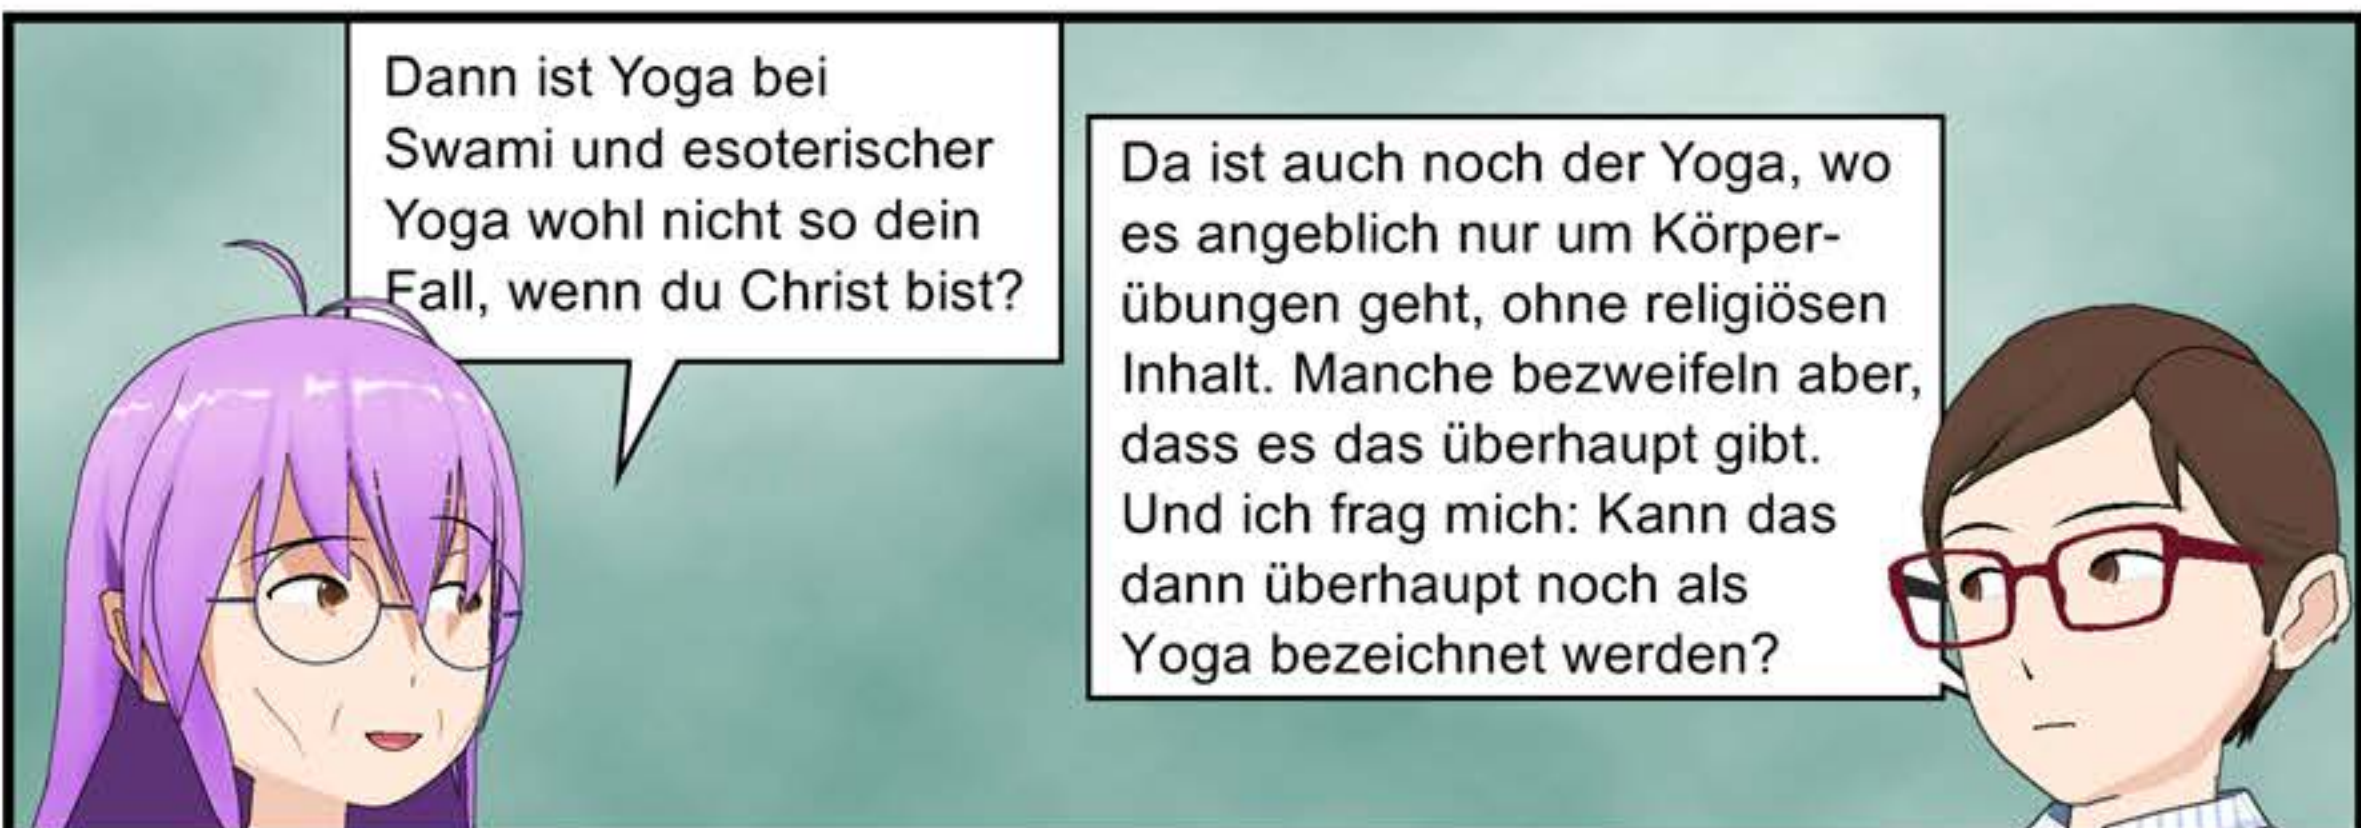 Dann ist Yoga bei
Swami und esoterischer
Yoga wohl nicht so dein
Fall, wenn du Christ bist?
Da ist auch noch der Yoga, wo
es angeblich nur um Körper-
übungen geht, ohne religiösen
Inhalt. Manche bezweifeln aber,
dass es das überhaupt gibt.
Und ich frag mich: Kann das
dann überhaupt noch als
Yoga bezeichnet werden?